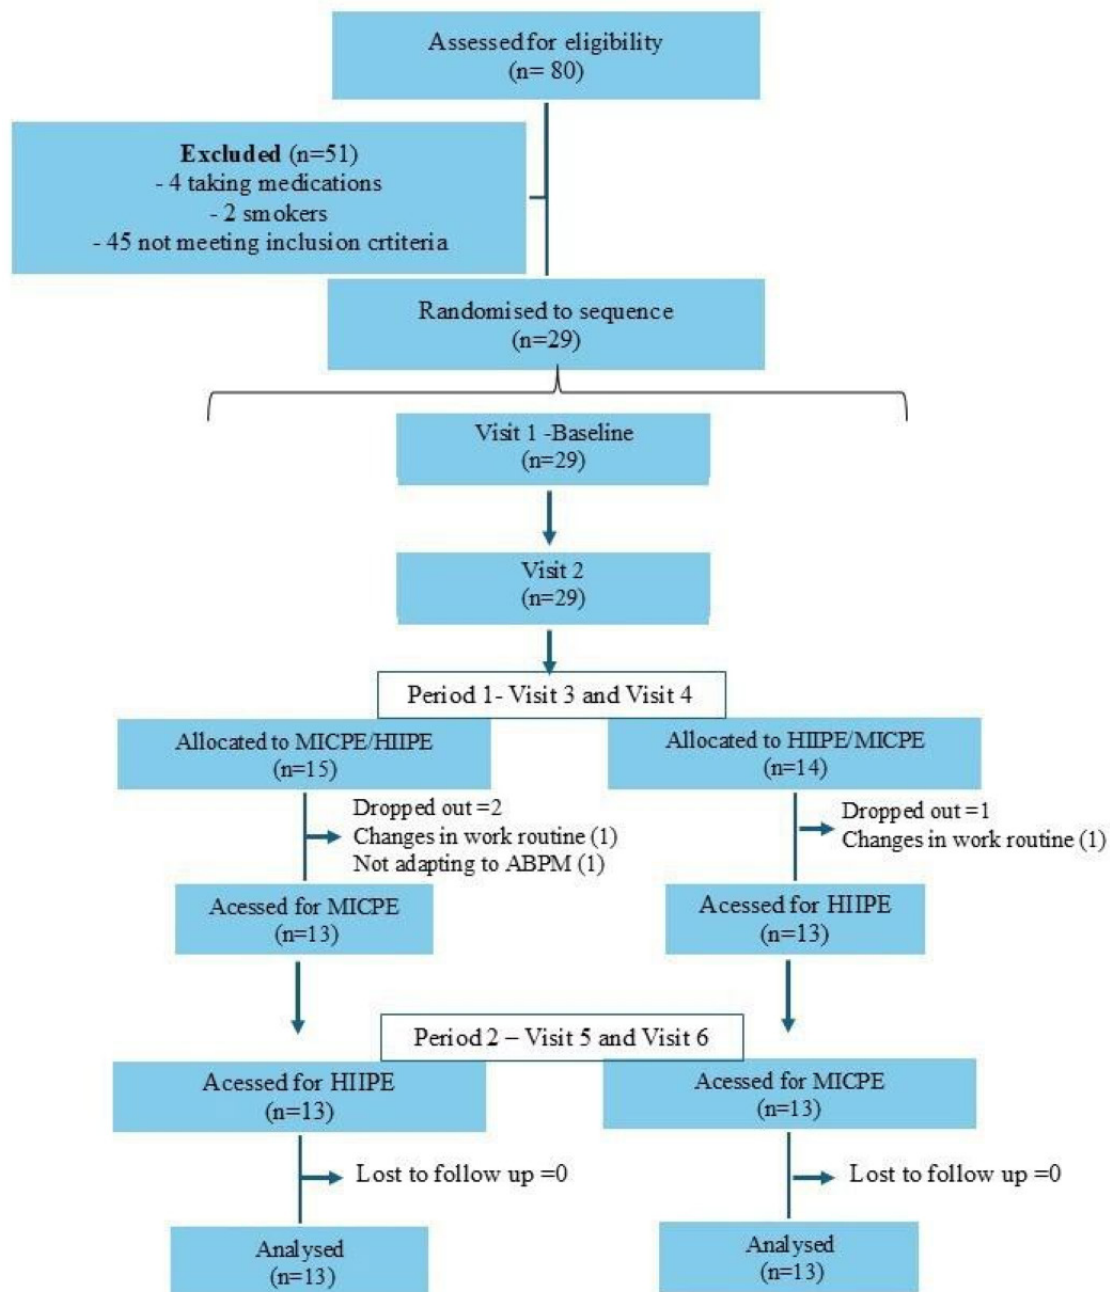 Assessed for eligibility
(n= 80)
Excluded (n=51)
- 4 taking medications
- 2 smokers
- 45 not meeting inclusion crtiteria
Randomised to sequence
(n=29)
Visit 1 -Baseline
(n=29)
Visit 2
(n=29)
Period 1- Visit 3 and Visit 4
Allocated to MICPE/HIIPE
(n=15)
Allocated to HIIPE/MICPE
(n=14)
Dropped out =2
Changes in work routine (1)
Not adapting to ABPM (1)
Dropped out =1
Changes in work routine (1)
Acessed for MICPE
(n=13)
Acessed for HIIPE
(n=13)
Period 2 – Visit 5 and Visit 6
Acessed for HIIPE
(n=13)
Acessed for MICPE
(n=13)
Lost to follow up =0
Lost to follow up =0
Analysed
(n=13)
Analysed
(n=13)